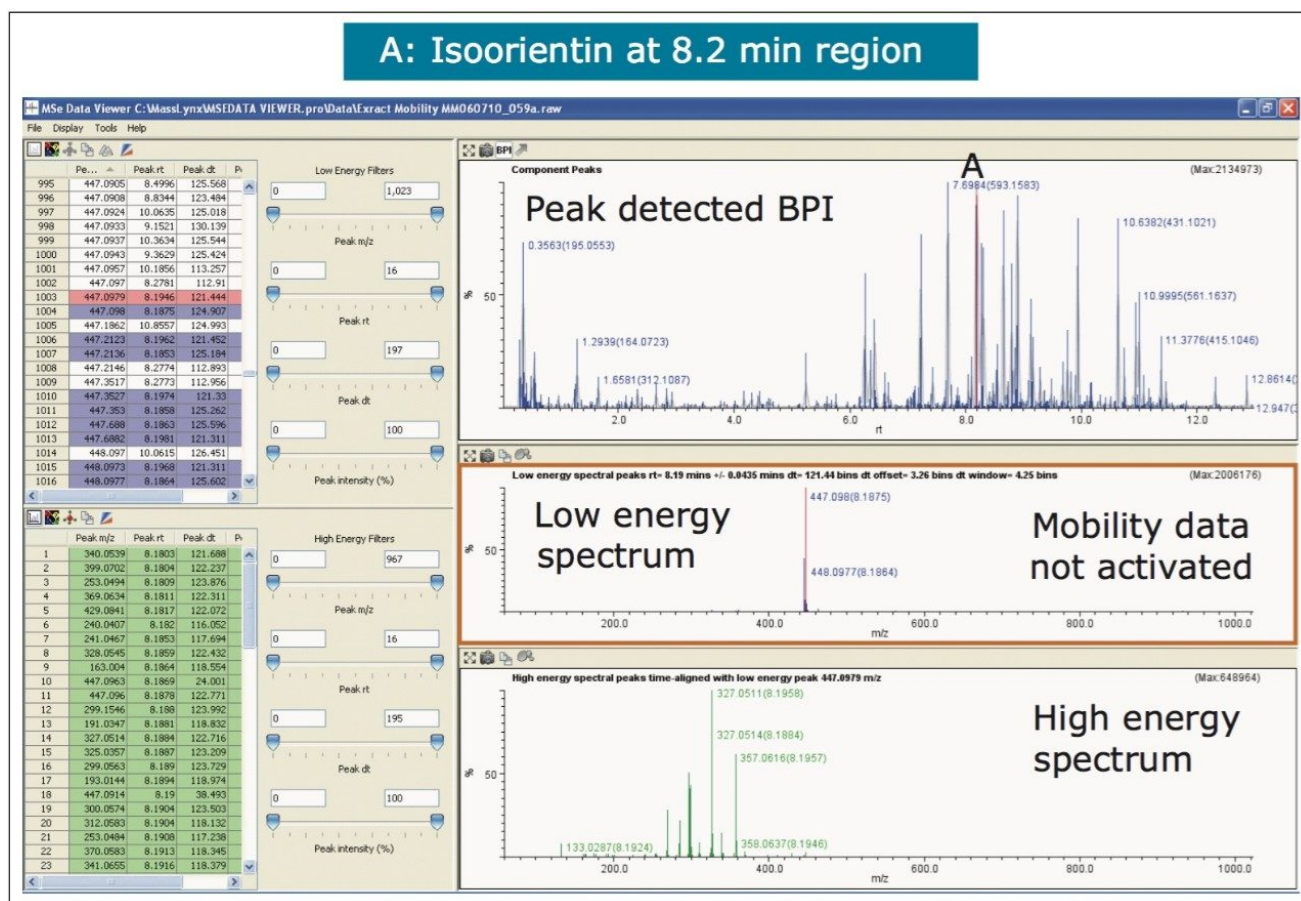 A: Isoorientin at 8.2 min region
MSe Data Viewer C:\MassLynx\MSEDATA VIEWER.pro\Data\Exract Mobility MM060710_059a.raw
File Display Tools Help
Pe... Peak rt Peak dt
995 447.0905 8.4996 125.568
996 447.0908 8.8344 123.484
997 447.0924 10.0635 125.018
998 447.0933 9.1521 130.139
999 447.0937 10.3634 125.544
1000 447.0943 9.3629 125.424
1001 447.0957 10.1856 113.257
1002 447.097 8.2781 112.91
1003 447.0979 8.1946 121.444
1004 447.098 8.1875 124.907
1005 447.1862 10.8557 124.993
1006 447.2123 8.1962 121.452
1007 447.2136 8.1853 125.184
1008 447.2146 8.2774 112.893
1009 447.3517 8.2773 112.956
1010 447.3527 8.1974 121.33
1011 447.353 8.1858 125.262
1012 447.688 8.1863 125.596
1013 447.6882 8.1981 121.311
1014 448.097 10.0615 126.451
1015 448.0973 8.1968 121.311
1016 448.0977 8.1864 125.602
Low Energy Filters
0 1,023
Peak m/z
0 16
Peak rt
0 197
Peak dt
0 100
Peak intensity (%)
BPI
Component Peaks
(Max:2134973)
A
Peak detected BPI
7.6984(593.1583)
0.3563(195.0553)
10.6382(431.1021)
10.9995(561.1637)
1.2939(164.0723)
11.3776(415.1046)
1.6581(312.1087)
12.8614(
12.947(
% 50
2.0 4.0 6.0 8.0 10.0 12.0
rt
Low energy spectral peaks rt= 8.19 mins +/- 0.0435 mins dt= 121.44 bins dt offset= 3.26 bins dt window= 4.25 bins
(Max:2006176)
Low energy
spectrum
447.098(8.1875)
448.0977(8.1864)
Mobility data
not activated
% 50
200.0 400.0 600.0 800.0 1000.0
m/z
Peak m/z Peak rt Peak dt
1 340.0539 8.1803 121.688
2 399.0702 8.1804 122.237
3 253.0494 8.1809 123.876
4 369.0634 8.1811 122.311
5 429.0841 8.1817 122.072
6 240.0407 8.182 116.052
7 241.0467 8.1853 117.694
8 328.0545 8.1859 122.432
9 163.004 8.1864 118.554
10 447.0963 8.1869 24.001
11 447.096 8.1878 122.771
12 299.1546 8.188 123.992
13 191.0347 8.1881 118.832
14 327.0514 8.1884 122.716
15 325.0357 8.1887 123.209
16 299.0563 8.189 123.729
17 193.0144 8.1894 118.974
18 447.0914 8.19 38.493
19 300.0574 8.1904 123.503
20 312.0583 8.1904 118.132
21 253.0484 8.1908 117.238
22 370.0583 8.1913 118.345
23 341.0655 8.1916 118.379
High Energy Filters
0 967
Peak m/z
0 16
Peak rt
0 195
Peak dt
0 100
Peak intensity (%)
High energy spectral peaks time-aligned with low energy peak 447.0979 m/z
(Max:648964)
327.0511(8.1958)
327.0514(8.1884)
357.0616(8.1957)
High energy
spectrum
133.0287(8.1924)
358.0637(8.1946)
% 50
200.0 400.0 600.0 800.0 1000.0
m/z